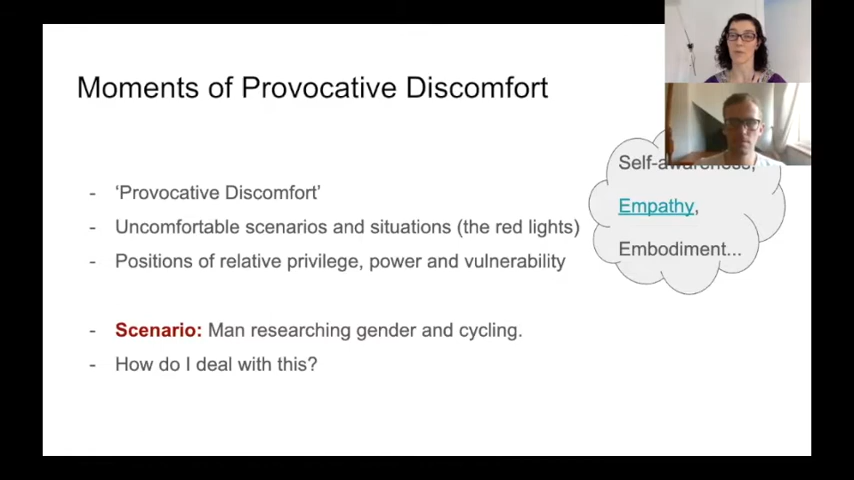 Moments of Provocative Discomfort
- ‘Provocative Discomfort’
- Uncomfortable scenarios and situations (the red lights)
- Positions of relative privilege, power and vulnerability
- Scenario: Man researching gender and cycling.
- How do I deal with this?
Self-awareness,
Empathy,
Embodiment...